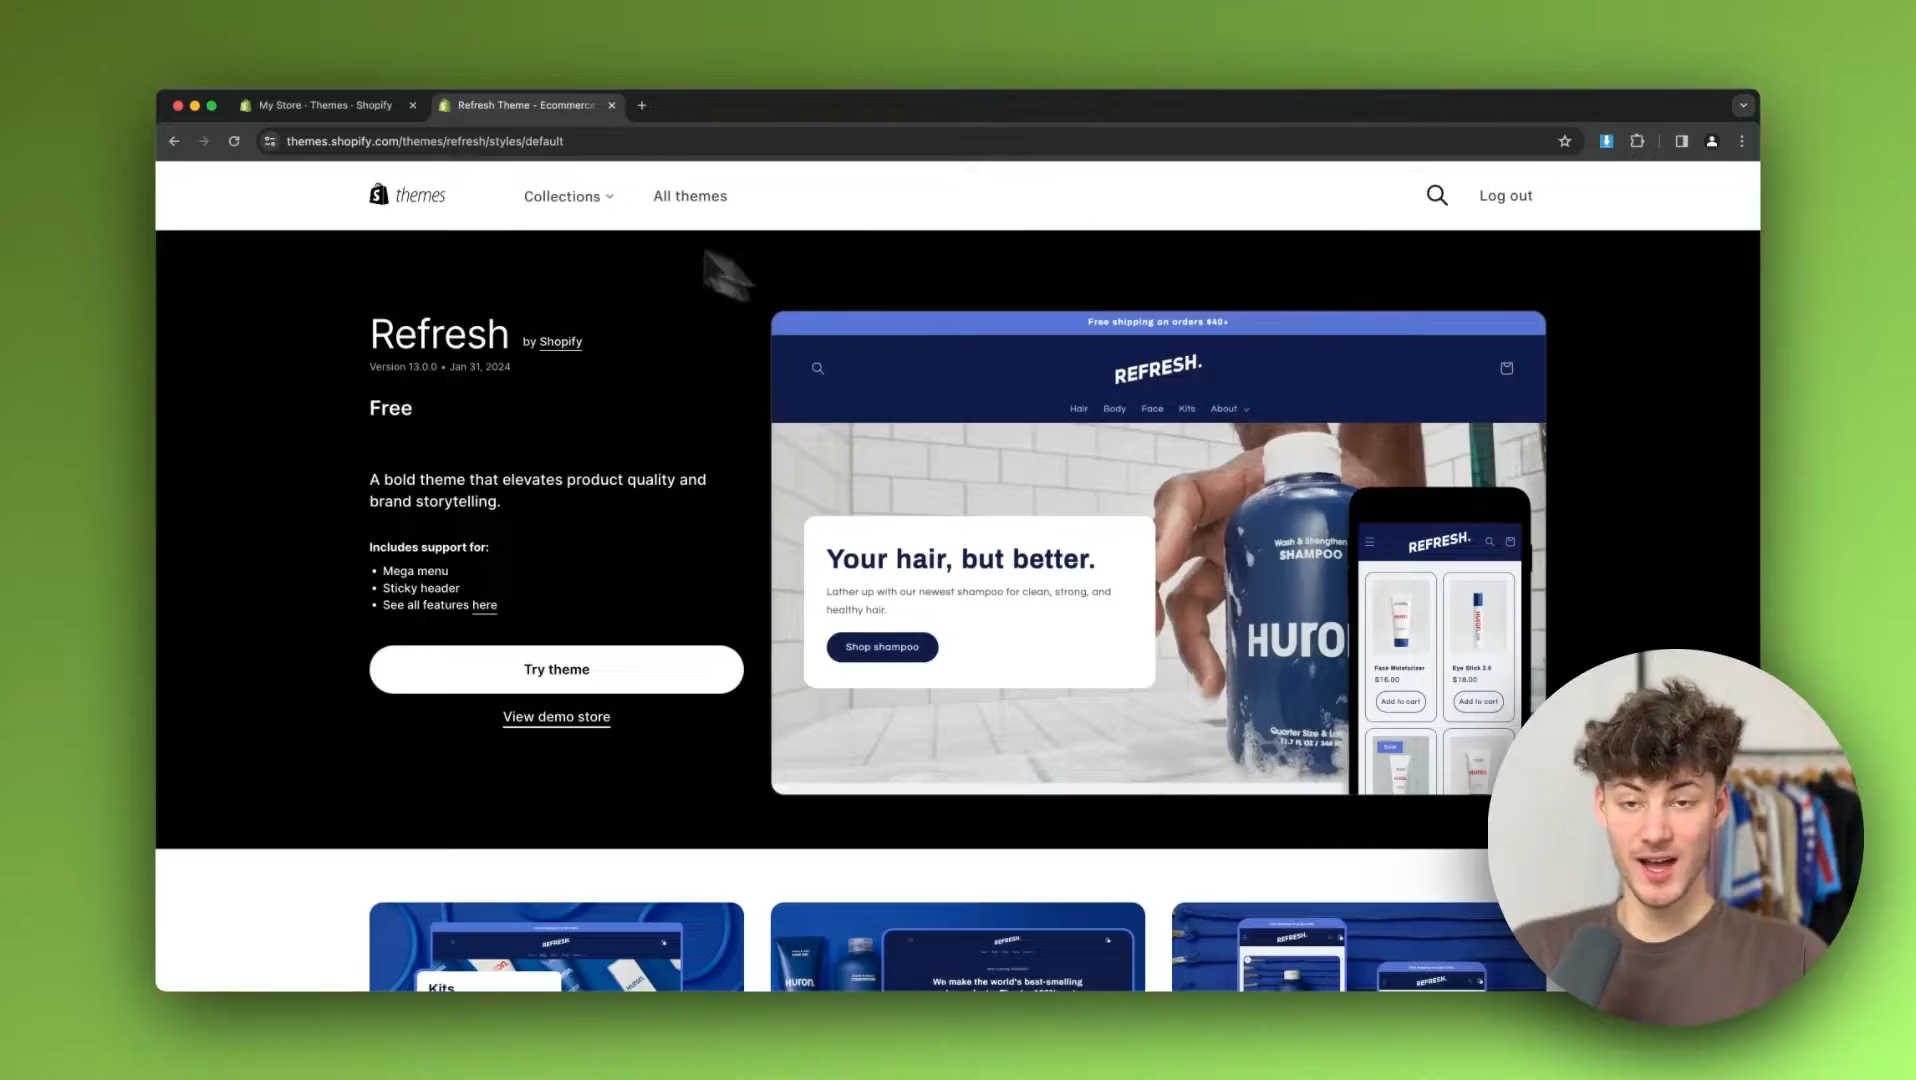 My Store · Themes · Shopify
Refresh Theme - Ecommerce
themes.shopify.com/themes/refresh/styles/default
themes
Collections
All themes
Log out
Refresh by Shopify
Version 13.0.0 • Jan 31, 2024
Free
A bold theme that elevates product quality and
brand storytelling.
Includes support for:
• Mega menu
• Sticky header
• See all features here
Try theme
View demo store
Free shipping on orders $40+
REFRESH.
Hair Body Face Kits About
Your hair, but better.
Lather up with our newest shampoo for clean, strong, and
healthy hair.
Shop shampoo
Wash & Strengthen
SHAMPOO
HURON
REFRESH.
Face Moisturizer
$16.00
Add to cart
Eye Stick 2.0
$18.00
Add to cart
Sale
REFRESH.
Kits
REFRESH.
HURON.
We make the world's best-smelling
REFRESH.
REFRESH.